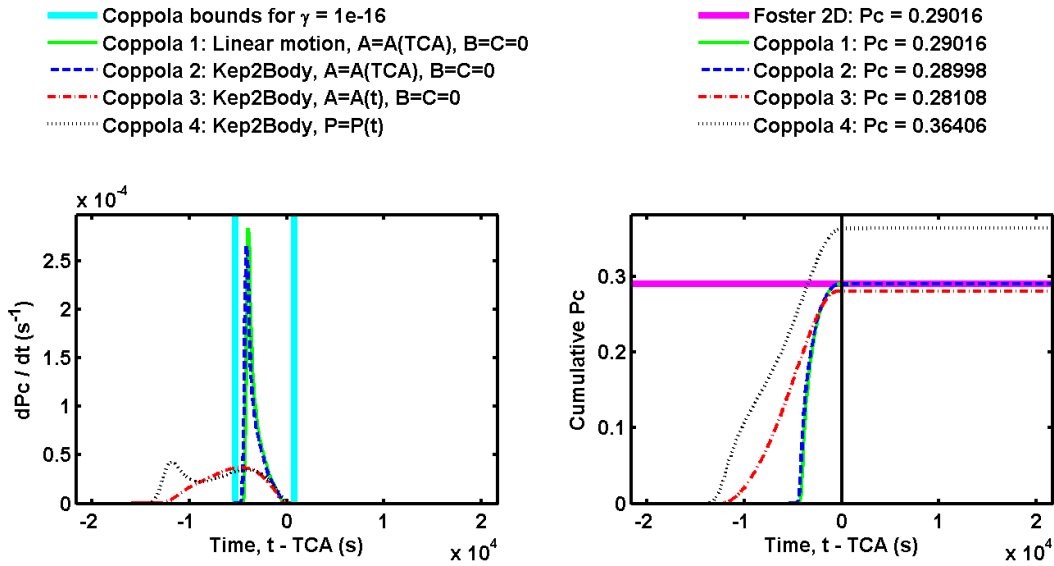 Coppola bounds for γ = 1e-16
Coppola 1: Linear motion, A=A(TCA), B=C=0
Coppola 2: Kep2Body, A=A(TCA), B=C=0
Coppola 3: Kep2Body, A=A(t), B=C=0
Coppola 4: Kep2Body, P=P(t)
Foster 2D: Pc = 0.29016
Coppola 1: Pc = 0.29016
Coppola 2: Pc = 0.28998
Coppola 3: Pc = 0.28108
Coppola 4: Pc = 0.36406
x 10⁻⁴
2.5
2
1.5
1
0.5
0
dPc / dt (s⁻¹)
-2 -1 0 1 2
Time, t - TCA (s)
x 10⁴
0.3
0.2
0.1
0
Cumulative Pc
-2 -1 0 1 2
Time, t - TCA (s)
x 10⁴